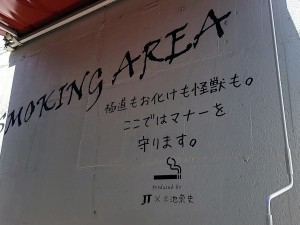 SMOKING AREA
極道もお化けも怪獣も。
ここではマナーを
守ります。
Produced by
JT ×